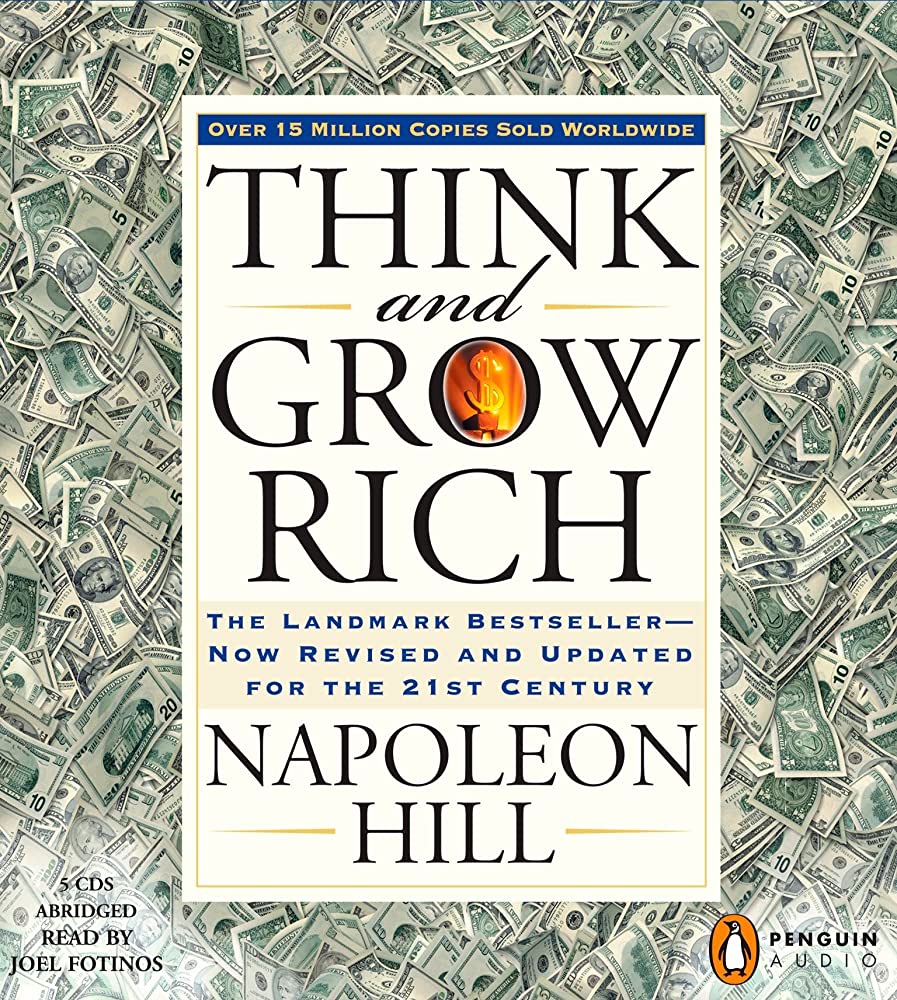 OVER 15 MILLION COPIES SOLD WORLDWIDE
THINK
and
GROW
RICH
THE LANDMARK BESTSELLER—
NOW REVISED AND UPDATED
FOR THE 21ST CENTURY
NAPOLEON
HILL
5 CDS
ABRIDGED
READ BY
JOEL FOTINOS
PENGUIN
AUDIO